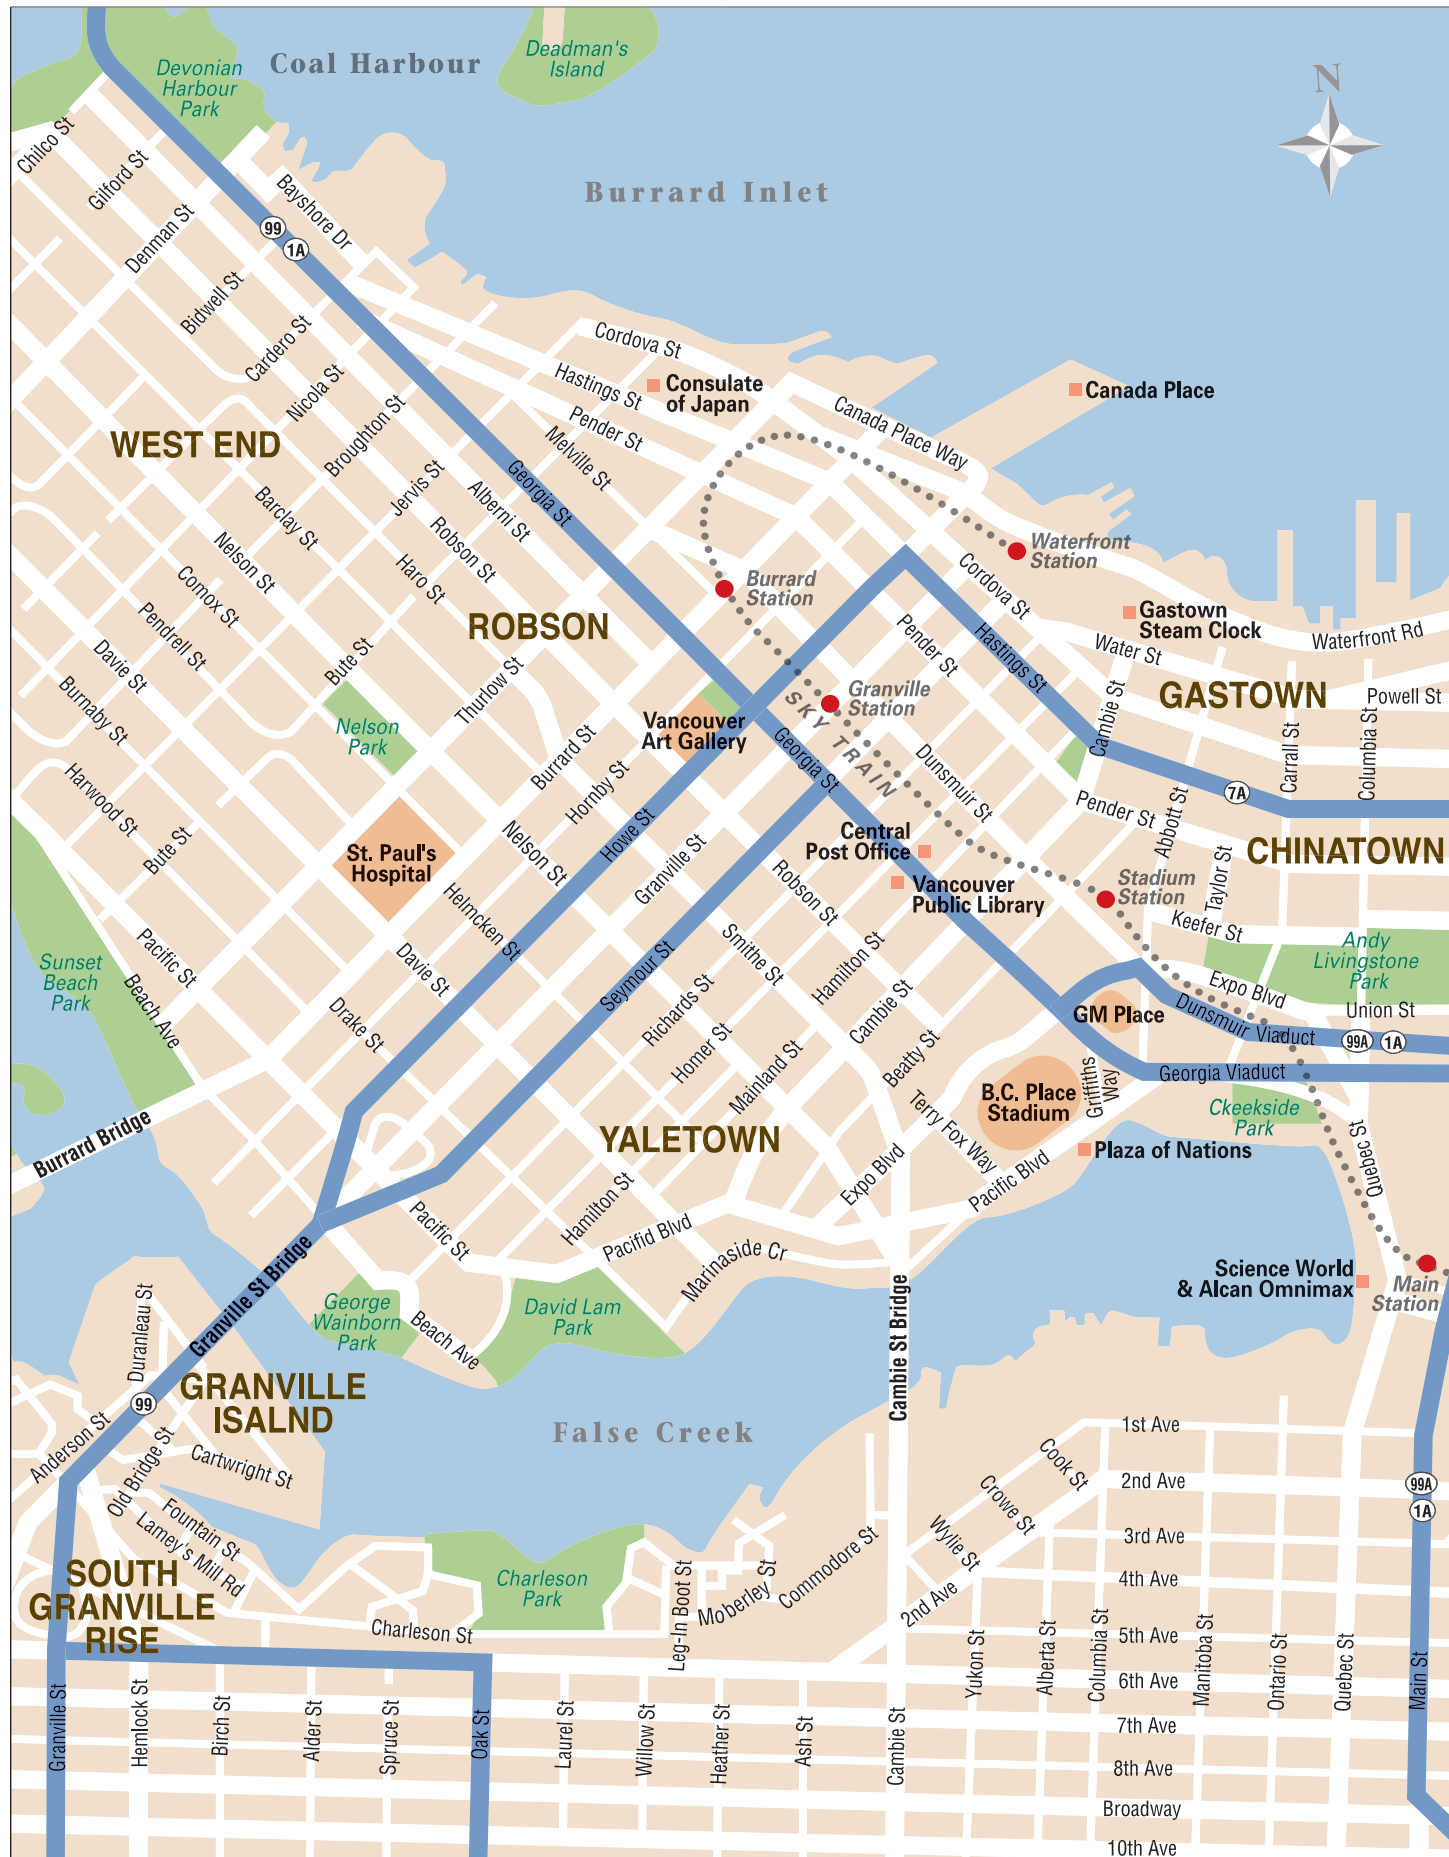 Coal Harbour
Deadman's
Island
Devonian
Harbour
Park
N
Chilco St
Gilford St
Burrard Inlet
Bayshore Dr
Denman St
99
1A
Bidwell St
Cardero St
Cordova St
Nicola St
Hastings St
Consulate
of Japan
Canada Place
Broughton St
Pender St
Canada Place Way
WEST END
Melville St
Jervis St
Georgia St
Alberni St
Barclay St
Robson St
Nelson St
Haro St
Waterfront
Station
Comox St
Burrard
Station
Cordova St
Pendrell St
ROBSON
Gastown
Steam Clock
Waterfront Rd
Pender St
Hastings St
Water St
Davie St
Bute St
Burnaby St
Thurlow St
Granville
Station
GASTOWN
Powell St
Nelson
Park
Vancouver
Art Gallery
SKY TRAIN
Cambie St
Carrall St
Columbia St
Burrard St
Georgia St
Hornby St
Dunsmuir St
Harwood St
7A
Pender St
Abbott St
Bute St
Howe St
Central
Post Office
CHINATOWN
St. Paul's
Hospital
Nelson St
Granville St
Robson St
Vancouver
Public Library
Stadium
Station
Taylor St
Helmcken St
Keefer St
Pacific St
Davie St
Seymour St
Smithe St
Hamilton St
Andy
Livingstone
Park
Sunset
Beach
Park
Beach Ave
Drake St
Richards St
Cambie St
Expo Blvd
Union St
GM Place
Dunsmuir Viaduct
99A
1A
Homer St
Beatty St
Mainland St
Griffiths
Way
Georgia Viaduct
B.C. Place
Stadium
Ckeekside
Park
Terry Fox Way
Burrard Bridge
YALETOWN
Plaza of Nations
Quebec St
Expo Blvd
Pacific Blvd
Pacific St
Hamilton St
Pacifid Blvd
Marinaside Cr
Science World
& Alcan Omnimax
Main
Station
Granville St Bridge
Duranleau St
George
Wainborn
Park
David Lam
Park
Beach Ave
Cambie St Bridge
GRANVILLE
ISALND
99
False Creek
1st Ave
Anderson St
Old Bridge St
Cartwright St
Cook St
2nd Ave
Crowe St
99A
1A
Fountain St
Lamey's Mill Rd
Wylie St
3rd Ave
Commodore St
SOUTH
GRANVILLE
RISE
Charleson
Park
Leg-In Boot St
Moberley St
4th Ave
2nd Ave
Charleson St
5th Ave
Yukon St
Alberta St
Columbia St
6th Ave
Manitoba St
Ontario St
Quebec St
Main St
Granville St
Hemlock St
Birch St
Alder St
Spruce St
Oak St
Laurel St
Willow St
Heather St
Ash St
Cambie St
7th Ave
8th Ave
Broadway
10th Ave